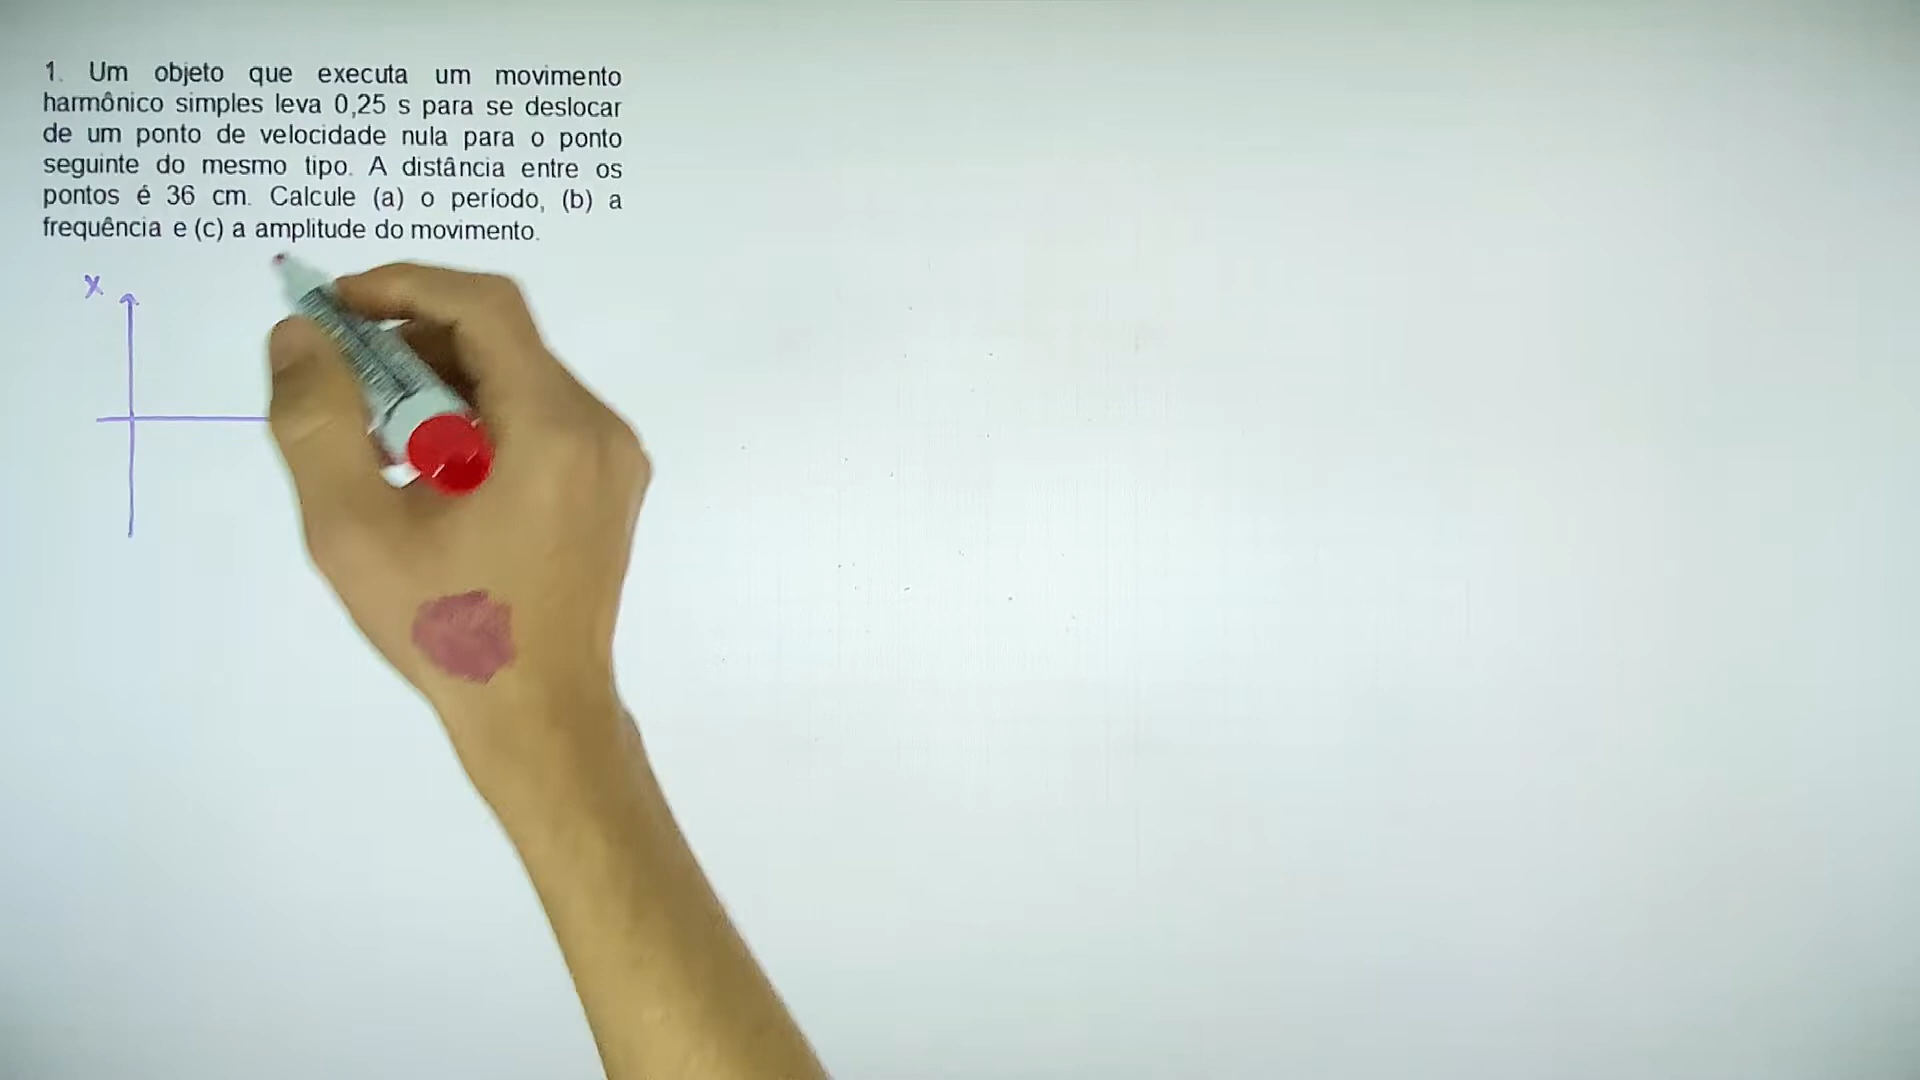 1. Um objeto que executa um movimento
harmônico simples leva 0,25 s para se deslocar
de um ponto de velocidade nula para o ponto
seguinte do mesmo tipo. A distância entre os
pontos é 36 cm. Calcule (a) o período, (b) a
frequência e (c) a amplitude do movimento.
x